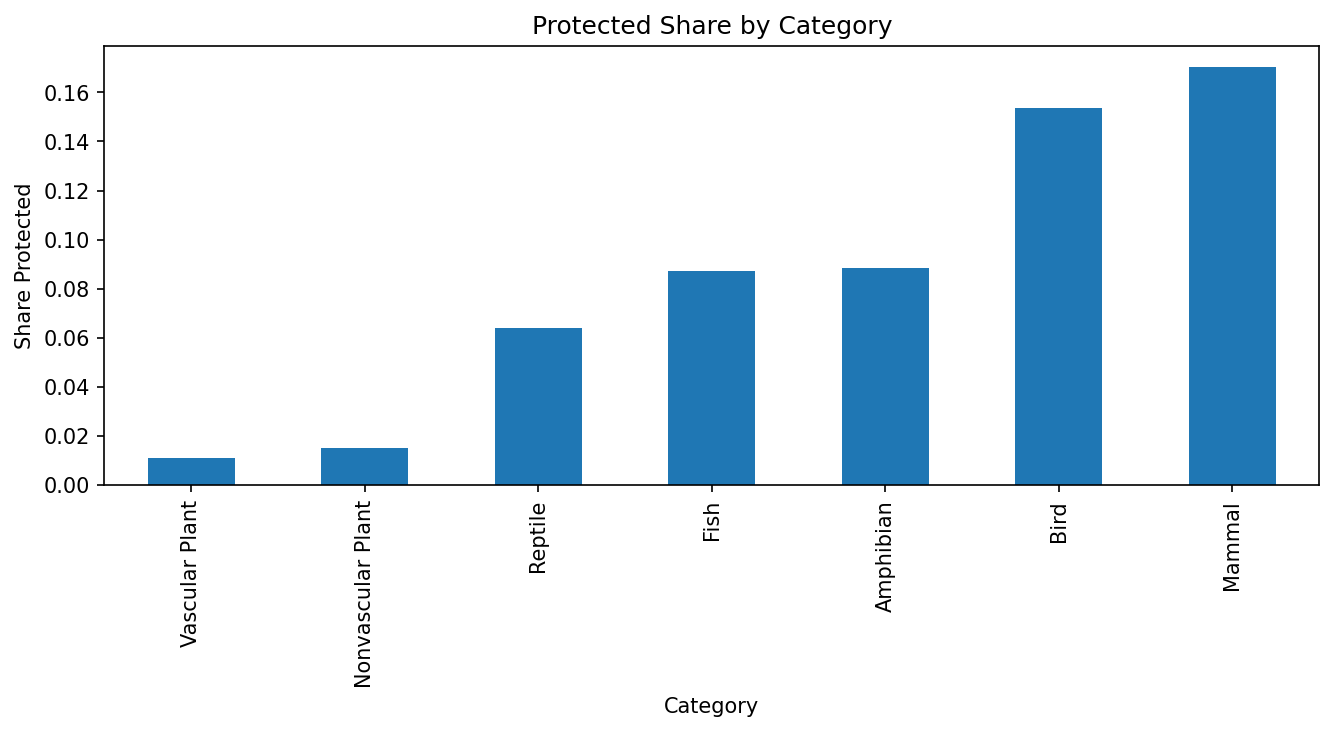 Protected Share by Category
Share Protected
0.16
0.14
0.12
0.10
0.08
0.06
0.04
0.02
0.00
Vascular Plant
Nonvascular Plant
Reptile
Fish
Amphibian
Bird
Mammal
Category